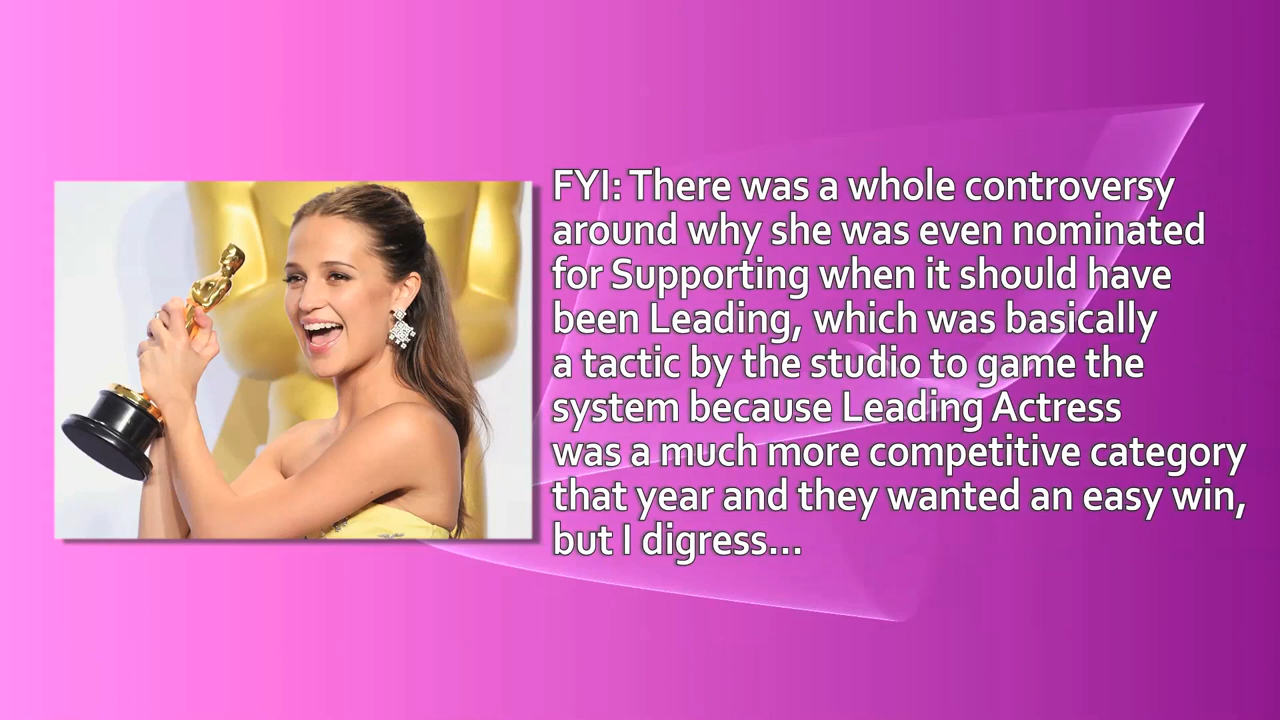 FYI: There was a whole controversy
around why she was even nominated
for Supporting when it should have
been Leading, which was basically
a tactic by the studio to game the
system because Leading Actress
was a much more competitive category
that year and they wanted an easy win,
but I digress...